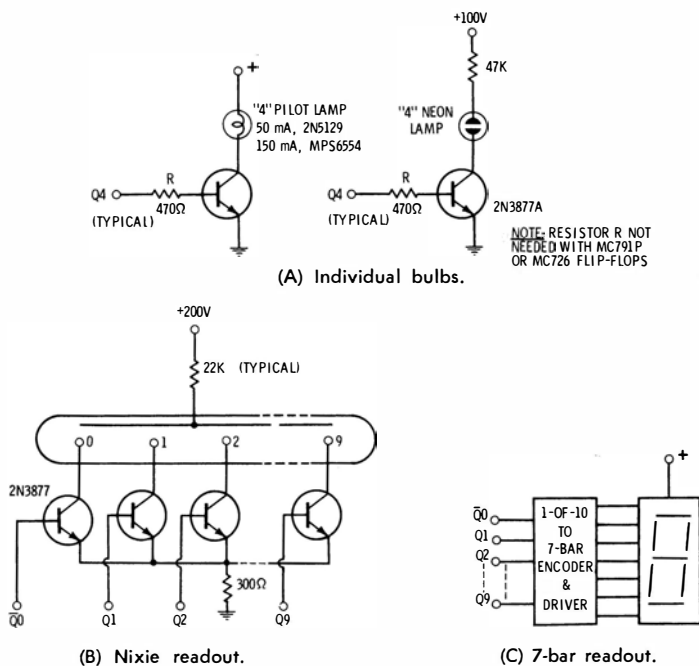 +
"4" PILOT LAMP
50 mA, 2N5129
150 mA, MPS6554
R
Q4
470Ω
(TYPICAL)
+100V
47K
"4" NEON
LAMP
R
Q4
470Ω
(TYPICAL)
2N3877A
NOTE: RESISTOR R NOT
NEEDED WITH MC791P
OR MC726 FLIP-FLOPS
(A) Individual bulbs.
+200V
22K (TYPICAL)
0 1 2 9
2N3877
300Ω
Q̅0 Q1 Q2 Q9
(B) Nixie readout.
+
Q̅0
Q1
Q2
Q9
1-OF-10
TO
7-BAR
ENCODER
&
DRIVER
(C) 7-bar readout.